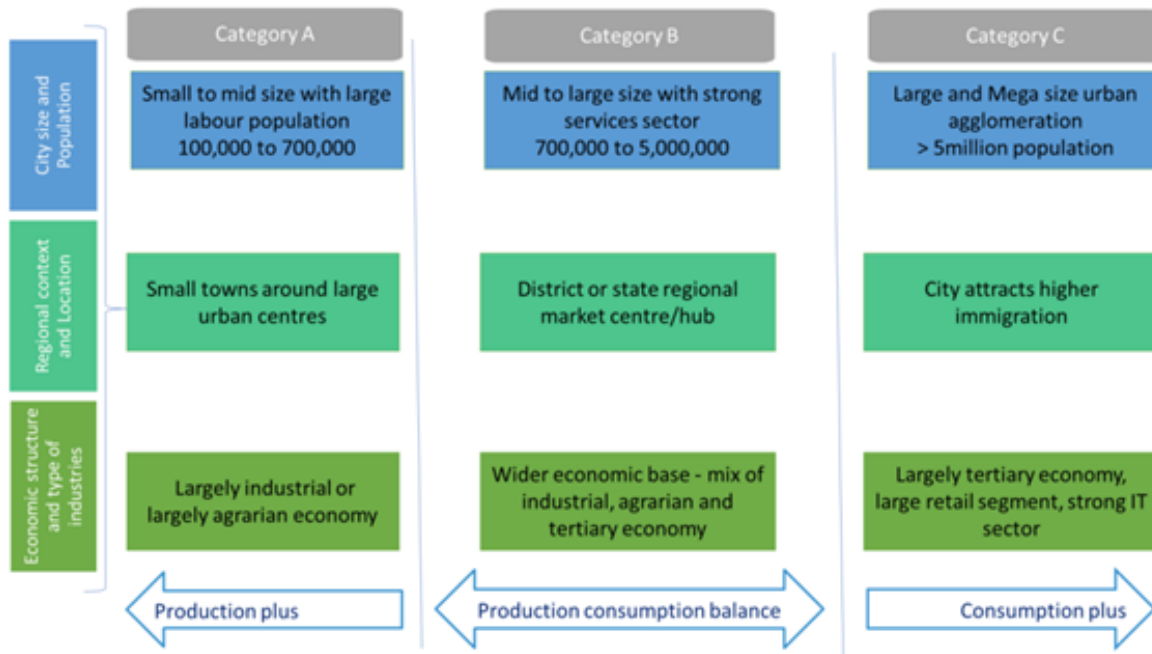 Category A
Category B
Category C
City size and
Population
Small to mid size with large
labour population
100,000 to 700,000
Mid to large size with strong
services sector
700,000 to 5,000,000
Large and Mega size urban
agglomeration
> 5million population
Regional context
and Location
Small towns around large
urban centres
District or state regional
market centre/hub
City attracts higher
immigration
Economic structure
and type of
industries
Largely industrial or
largely agrarian economy
Wider economic base - mix of
industrial, agrarian and
tertiary economy
Largely tertiary economy,
large retail segment, strong IT
sector
Production plus
Production consumption balance
Consumption plus